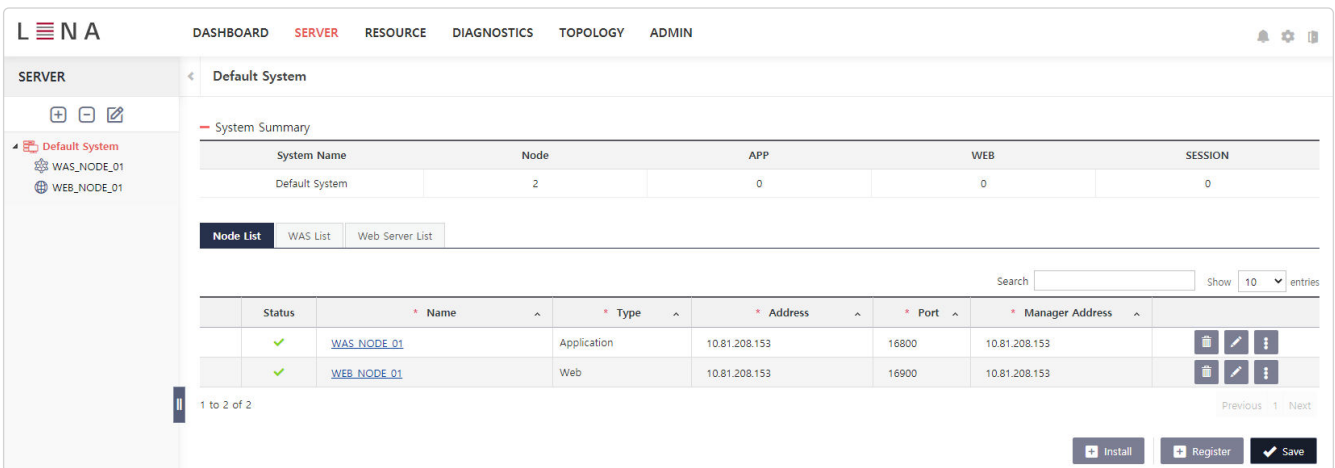 LENA DASHBOARD SERVER RESOURCE DIAGNOSTICS TOPOLOGY ADMIN
SERVER
Default System
Default System
WAS_NODE_01
WEB_NODE_01
System Summary
System Name Node APP WEB SESSION
Default System 2 0 0 0
Node List WAS List Web Server List
Search Show 10 entries
Status * Name * Type * Address * Port * Manager Address
WAS_NODE_01 Application 10.81.208.153 16800 10.81.208.153
WEB_NODE_01 Web 10.81.208.153 16900 10.81.208.153
1 to 2 of 2 Previous 1 Next
Install Register Save